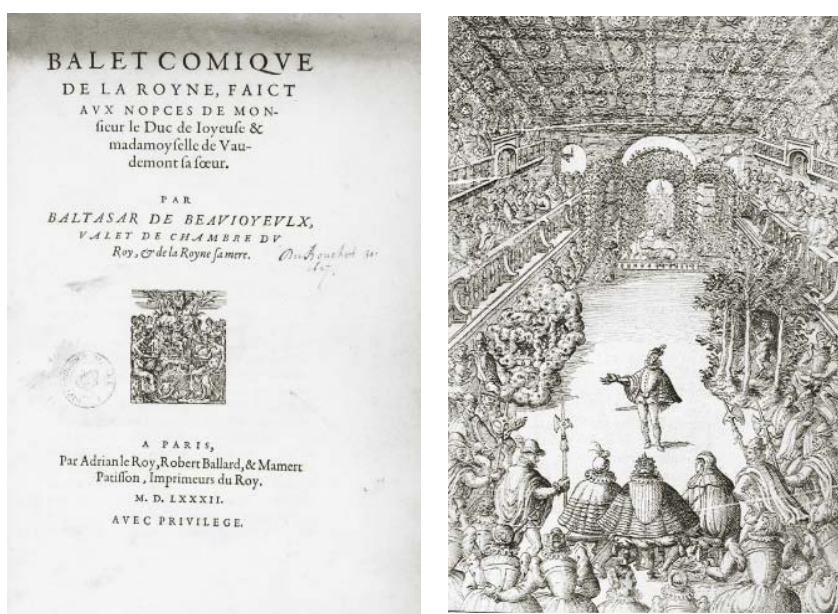 BALET COMIQVE
DE LA ROYNE, FAICT
AVX NOPCES DE MON-
ſieur le Duc de Ioyeuſe &
madamoyſelle de Vau-
demont ſa ſœur.
PAR
BALTASAR DE BEAVIOYEVLX,
VALET DE CHAMBRE DV
Roy, & de la Royne ſa mere.
A PARIS,
Par Adrian le Roy, Robert Ballard, & Mamert
Patiſſon, Imprimeurs du Roy.
M. D. LXXXII.
AVEC PRIVILEGE.